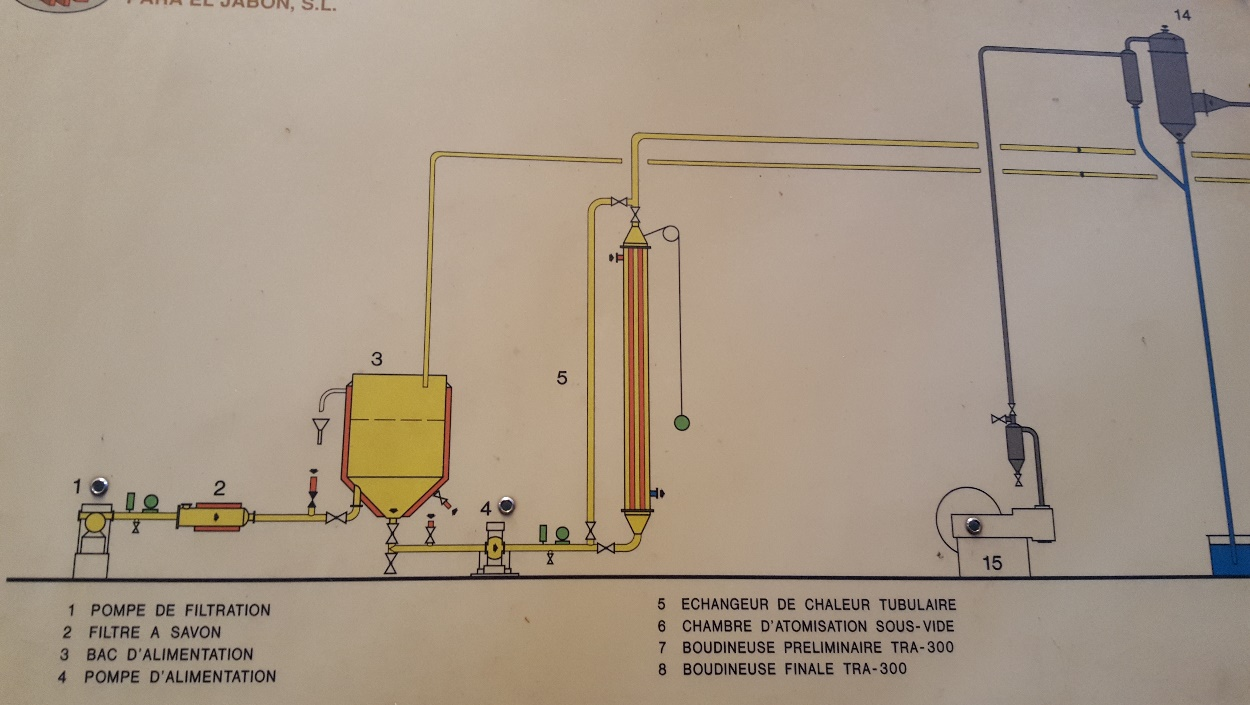 PARA EL JABON, S.L.
14
3
5
1
2
4
15
1 POMPE DE FILTRATION
2 FILTRE A SAVON
3 BAC D'ALIMENTATION
4 POMPE D'ALIMENTATION
5 ECHANGEUR DE CHALEUR TUBULAIRE
6 CHAMBRE D'ATOMISATION SOUS-VIDE
7 BOUDINEUSE PRELIMINAIRE TRA-300
8 BOUDINEUSE FINALE TRA-300